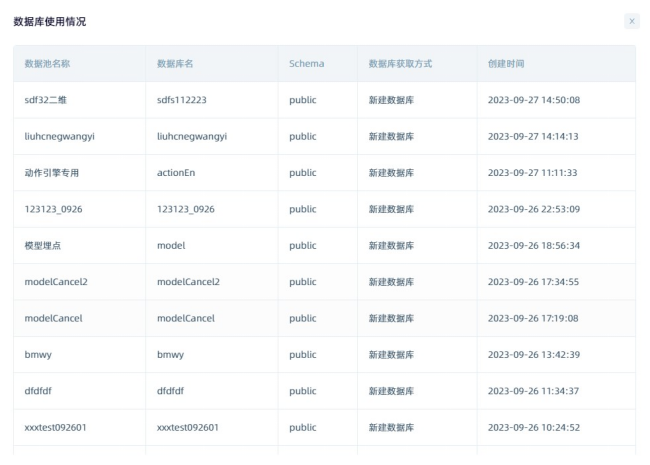 数据库使用情况 x
数据池名称 数据库名 Schema 数据库获取方式 创建时间
sdf32二维 sdfs112223 public 新建数据库 2023-09-27 14:50:08
liuhcnegwangyi liuhcnegwangyi public 新建数据库 2023-09-27 14:14:13
动作引擎专用 actionEn public 新建数据库 2023-09-27 11:11:33
123123_0926 123123_0926 public 新建数据库 2023-09-26 22:53:09
模型埋点 model public 新建数据库 2023-09-26 18:56:34
modelCancel2 modelCancel2 public 新建数据库 2023-09-26 17:34:55
modelCancel modelCancel public 新建数据库 2023-09-26 17:19:08
bmwy bmwy public 新建数据库 2023-09-26 13:42:39
dfdfdf dfdfdf public 新建数据库 2023-09-26 11:34:37
xxxtest092601 xxxtest092601 public 新建数据库 2023-09-26 10:24:52